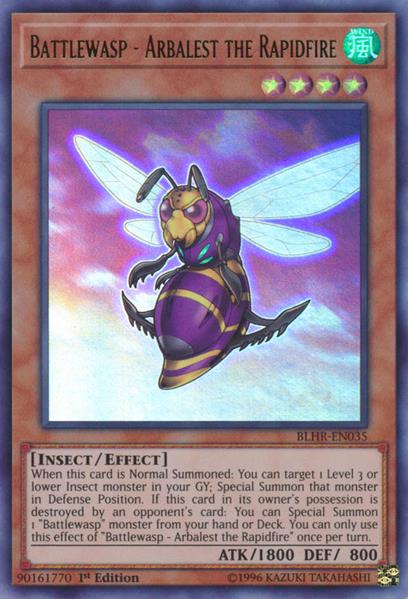 BATTLEWASP - ARBALEST THE RAPIDFIRE
WIND
風
BLHR-EN035
[INSECT/EFFECT]
When this card is Normal Summoned: You can target 1 Level 3 or
lower Insect monster in your GY; Special Summon that monster
in Defense Position. If this card in its owner's possession is
destroyed by an opponent's card: You can Special Summon
1 "Battlewasp" monster from your hand or Deck. You can only use
this effect of "Battlewasp - Arbalest the Rapidfire" once per turn.
ATK/1800 DEF/ 800
90161770 1st Edition ©1996 KAZUKI TAKAHASHI